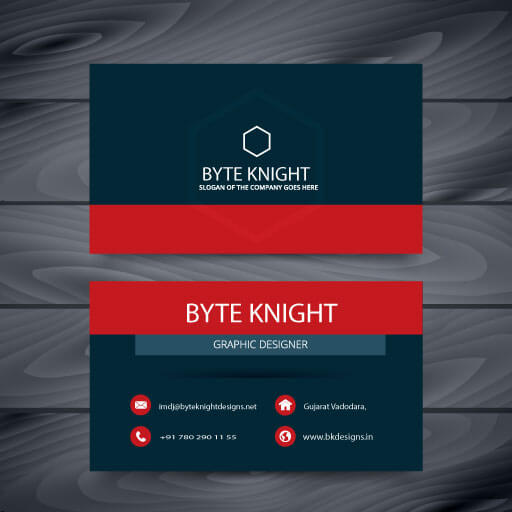 BYTE KNIGHT
SLOGAN OF THE COMPANY GOES HERE
BYTE KNIGHT
GRAPHIC DESIGNER
imdj@byteknightdesigns.net
Gujarat Vadodara,
+91 780 290 11 55
www.bkdesigns.in